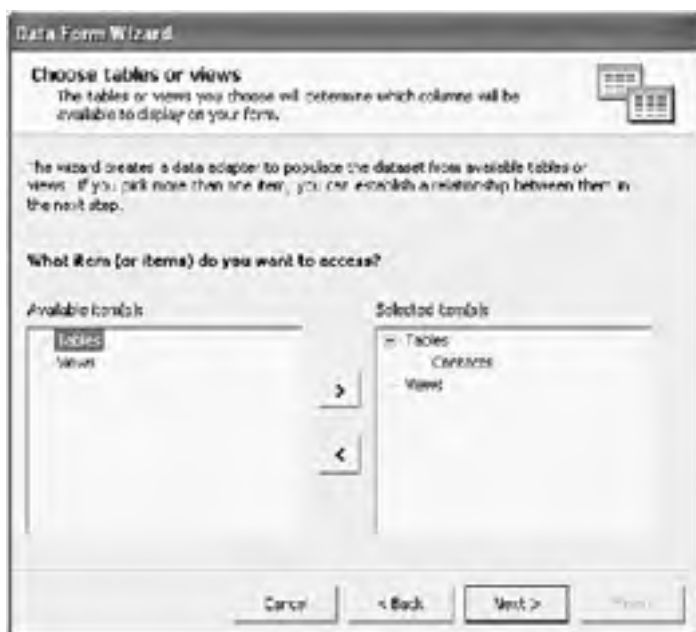 Data Form Wizard
Choose tables or views
The tables or views you choose will determine which columns will be
available to display on your form.
The wizard creates a data adapter to populate the dataset from available tables or
views. If you pick more than one item, you can establish a relationship between them in
the next step.
What item (or items) do you want to access?
Available item(s)
Selected item(s)
Tables
Views
Tables
Contacts
Views
>
<
Cancel
< Back
Next >